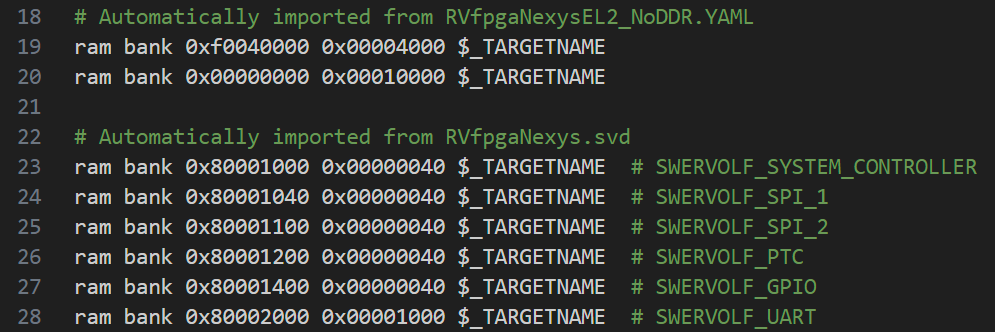 18 # Automatically imported from RVfpgaNexysEL2_NoDDR.YAML
19 ram bank 0xf0040000 0x00004000 $_TARGETNAME
20 ram bank 0x00000000 0x00010000 $_TARGETNAME
21
22 # Automatically imported from RVfpgaNexys.svd
23 ram bank 0x80001000 0x00000040 $_TARGETNAME # SWERVOLF_SYSTEM_CONTROLLER
24 ram bank 0x80001040 0x00000040 $_TARGETNAME # SWERVOLF_SPI_1
25 ram bank 0x80001100 0x00000040 $_TARGETNAME # SWERVOLF_SPI_2
26 ram bank 0x80001200 0x00000040 $_TARGETNAME # SWERVOLF_PTC
27 ram bank 0x80001400 0x00000040 $_TARGETNAME # SWERVOLF_GPIO
28 ram bank 0x80002000 0x00001000 $_TARGETNAME # SWERVOLF_UART